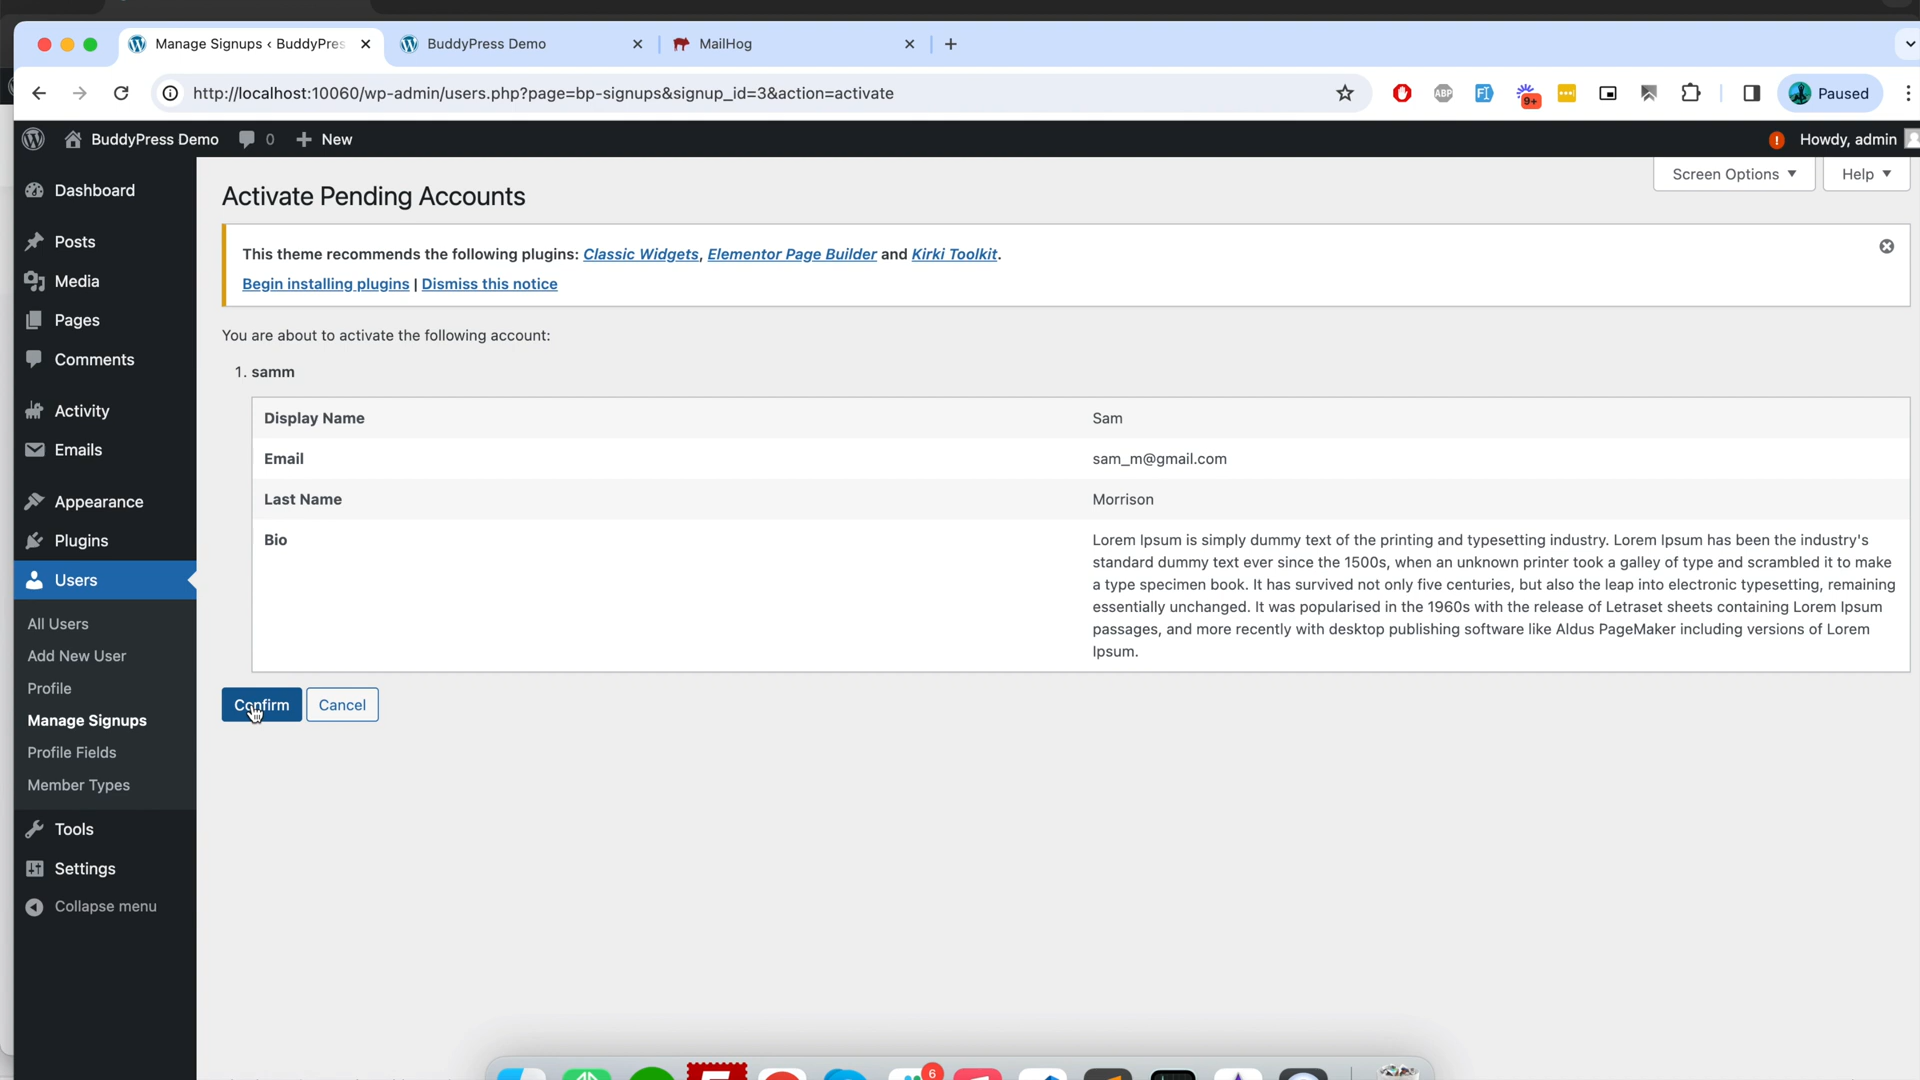 Manage Signups ‹ BuddyPres
BuddyPress Demo
MailHog
http://localhost:10060/wp-admin/users.php?page=bp-signups&signup_id=3&action=activate
ABP
9+
Paused
BuddyPress Demo
0
New
!
Howdy, admin
Dashboard
Posts
Media
Pages
Comments
Activity
Emails
Appearance
Plugins
Users
All Users
Add New User
Profile
Manage Signups
Profile Fields
Member Types
Tools
Settings
Collapse menu
Screen Options
Help
Activate Pending Accounts
This theme recommends the following plugins: Classic Widgets, Elementor Page Builder and Kirki Toolkit.
Begin installing plugins | Dismiss this notice
You are about to activate the following account:
1. samm
Display Name
Sam
Email
sam_m@gmail.com
Last Name
Morrison
Bio
Lorem Ipsum is simply dummy text of the printing and typesetting industry. Lorem Ipsum has been the industry's
standard dummy text ever since the 1500s, when an unknown printer took a galley of type and scrambled it to make
a type specimen book. It has survived not only five centuries, but also the leap into electronic typesetting, remaining
essentially unchanged. It was popularised in the 1960s with the release of Letraset sheets containing Lorem Ipsum
passages, and more recently with desktop publishing software like Aldus PageMaker including versions of Lorem
Ipsum.
Confirm
Cancel
6